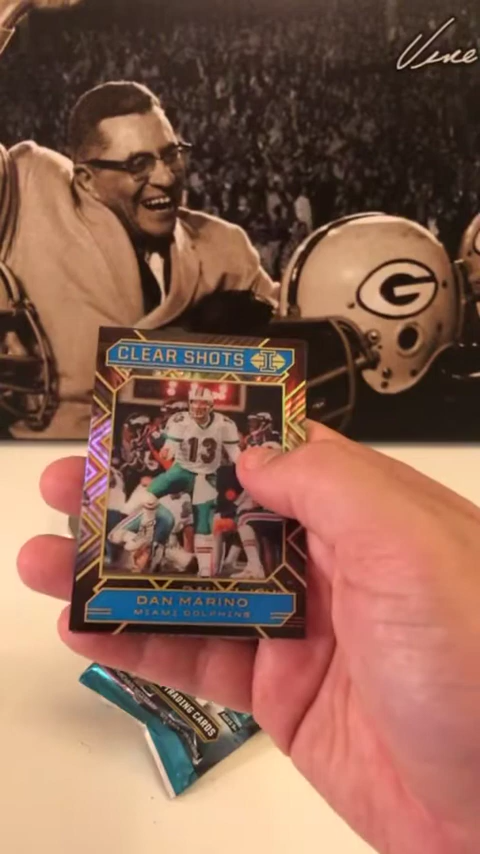 Vince
G
CLEAR SHOTS I
13
DAN MARINO
MIAMI DOLPHINS
TRADING CARDS